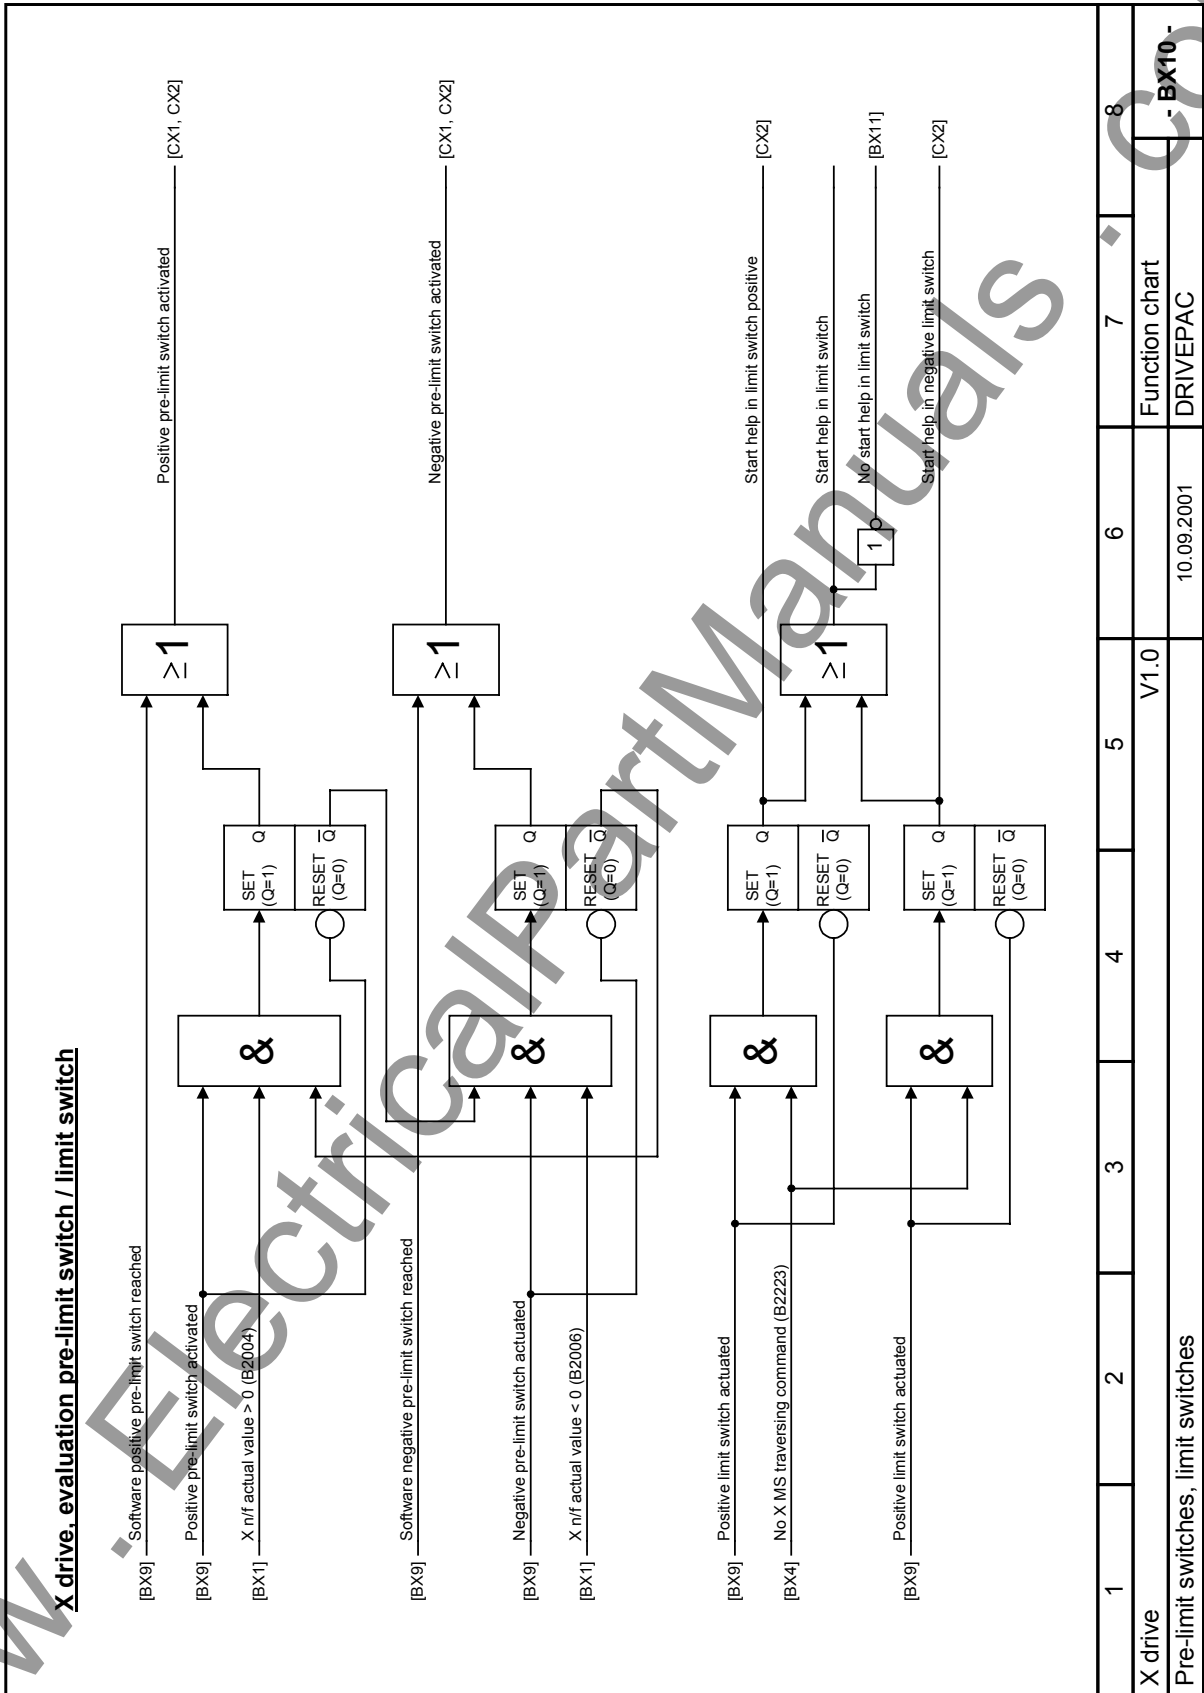 X drive, evaluation pre-limit switch / limit switch
[BX9] Software positive pre-limit switch reached
[BX9] Positive pre-limit switch activated
[BX1] X n/f actual value > 0 (B2004)
&
SET (Q=1) Q
RESET (Q=0) Q
≥1
Positive pre-limit switch activated [CX1, CX2]
[BX9] Software negative pre-limit switch reached
[BX9] Negative pre-limit switch actuated
[BX1] X n/f actual value < 0 (B2006)
&
SET (Q=1) Q
RESET (Q=0) Q
≥1
Negative pre-limit switch activated [CX1, CX2]
[BX9] Positive limit switch actuated
[BX4] No X MS traversing command (B2223)
&
SET (Q=1) Q
RESET (Q=0) Q
Start help in limit switch positive [CX2]
≥1
Start help in limit switch
1
No start help in limit switch [BX11]
[BX9] Positive limit switch actuated
&
SET (Q=1) Q
RESET (Q=0) Q
Start help in negative limit switch [CX2]
1 2 3 4 5 6 7 8
X drive V1.0 Function chart - BX10 -
Pre-limit switches, limit switches 10.09.2001 DRIVEPAC
w . ElectricalPartManuals . co